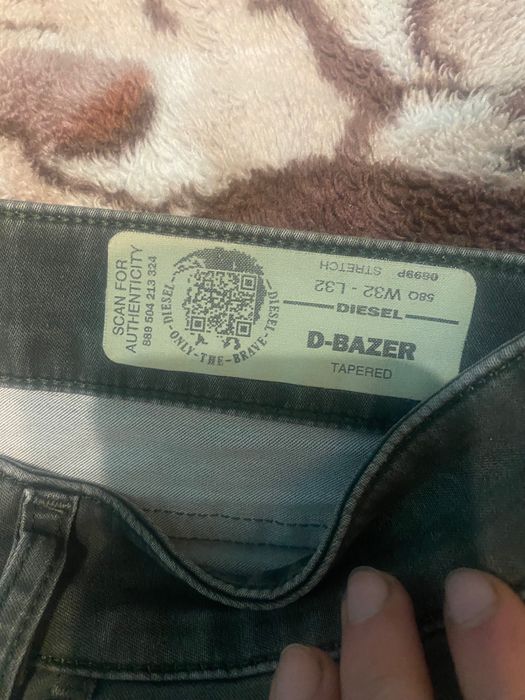 SCAN FOR
AUTHENTICITY
889 504 213 324
DIESEL
DIESEL
ONLY-THE-BRAVE
0699P STRETCH
58Q W32 - L32
DIESEL
D-BAZER
TAPERED